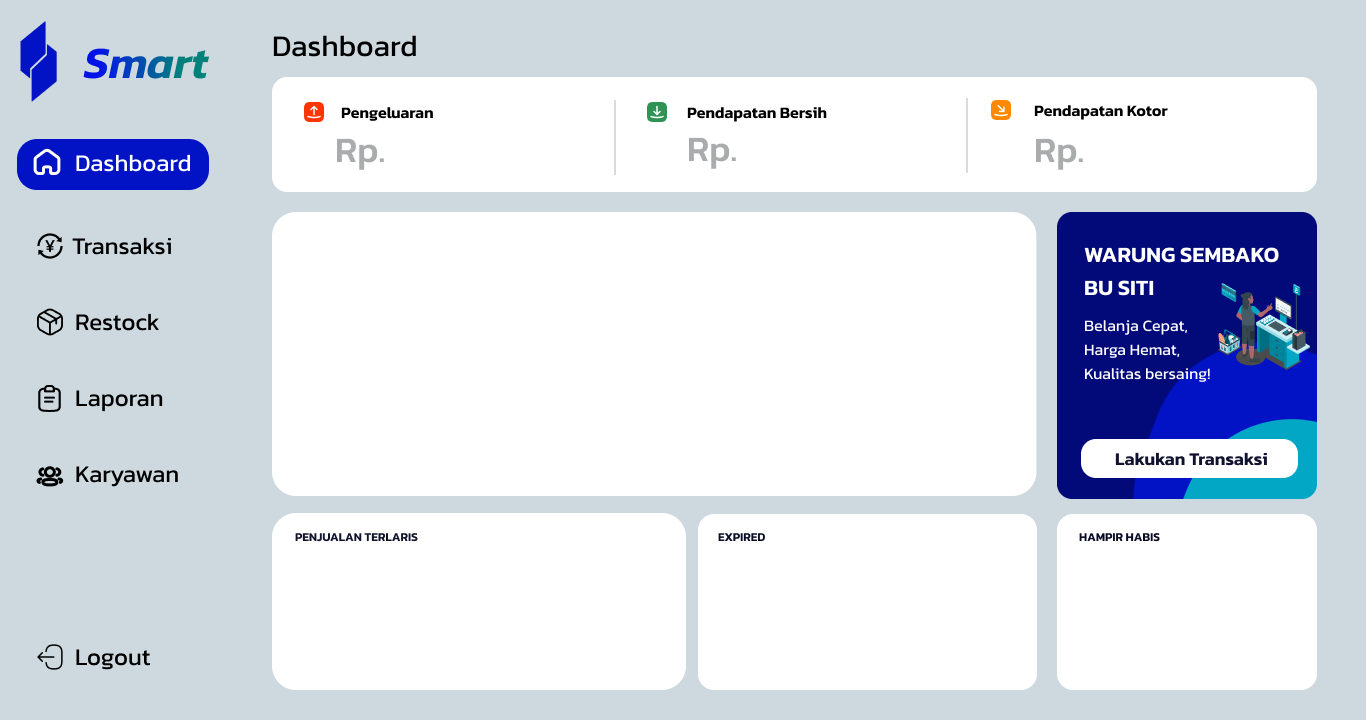 Smart
Dashboard
Transaksi
Restock
Laporan
Karyawan
Logout
Dashboard
Pengeluaran
Rp.
Pendapatan Bersih
Rp.
Pendapatan Kotor
Rp.
WARUNG SEMBAKO
BU SITI
Belanja Cepat,
Harga Hemat,
Kualitas bersaing!
Lakukan Transaksi
PENJUALAN TERLARIS
EXPIRED
HAMPIR HABIS